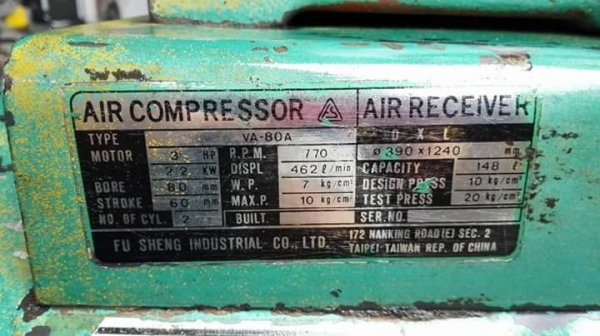 AIR COMPRESSOR AIR RECEIVER
TYPE VA-80A D X L
MOTOR 3 HP R.P.M. 770 ø390×1240 mm
2.2 KW DISPL 462 ℓ/min CAPACITY 148 ℓ
BORE 80 mm W.P. 7 kg/cm² DESIGN PRESS 10 kg/cm²
STROKE 60 mm MAX.P. 10 kg/cm² TEST PRESS 20 kg/cm²
NO. OF CYL. 2 BUILT SER.NO.
FU SHENG INDUSTRIAL CO., LTD. 172 NANKING ROAD(E) SEC. 2
TAIPEI TAIWAN REP. OF CHINA